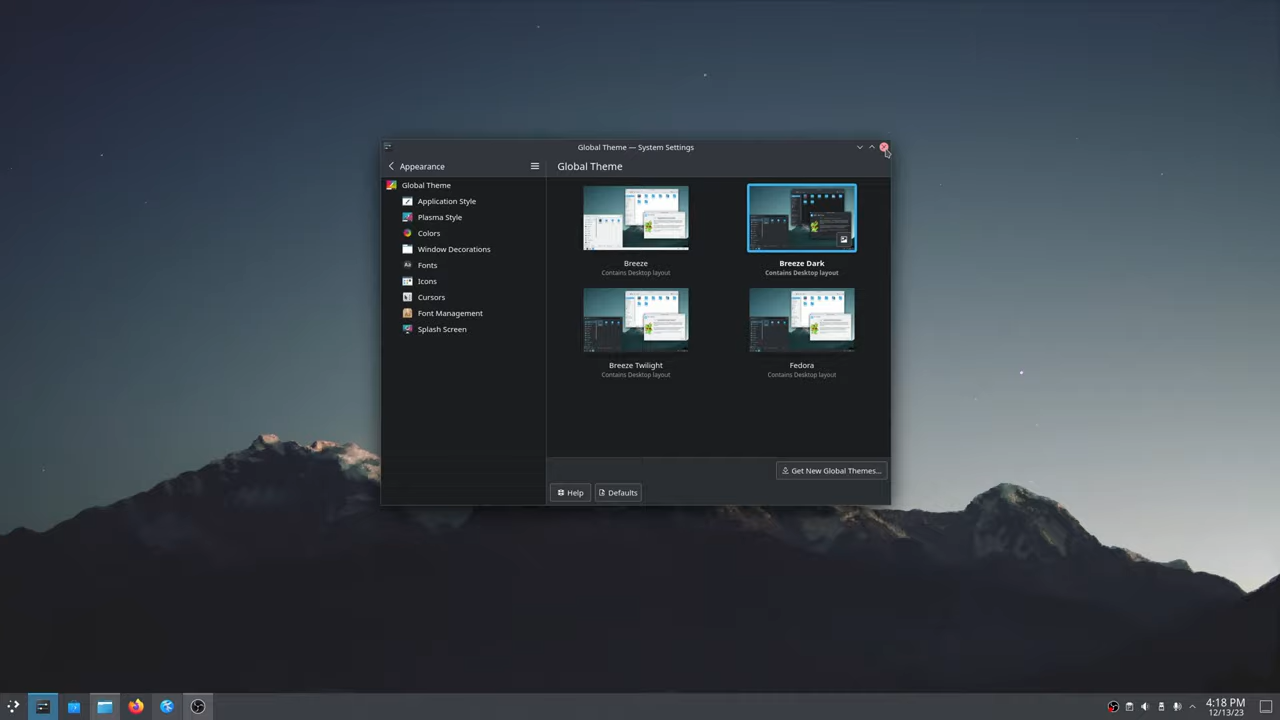 Global Theme — System Settings
Appearance
Global Theme
Global Theme
Application Style
Plasma Style
Colors
Window Decorations
Fonts
Icons
Cursors
Font Management
Splash Screen
Breeze
Contains Desktop layout
Breeze Dark
Contains Desktop layout
Breeze Twilight
Contains Desktop layout
Fedora
Contains Desktop layout
Get New Global Themes...
Help
Defaults
4:18 PM
12/13/23